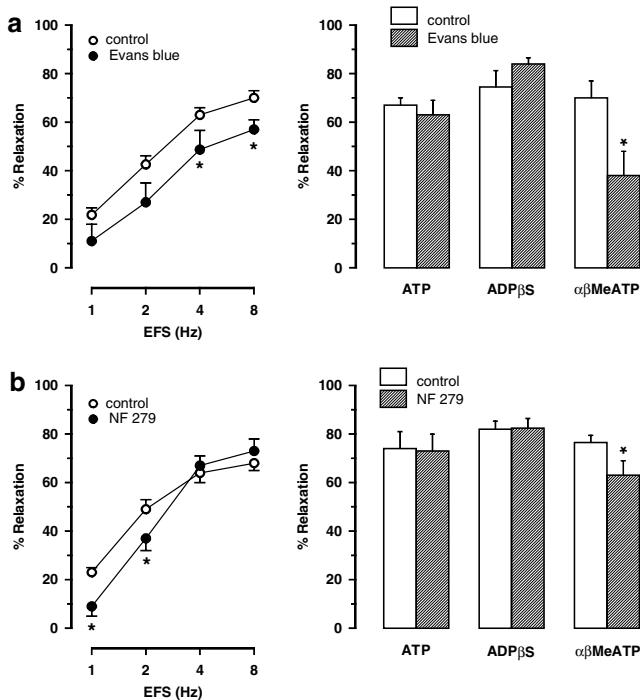 a
control
Evans blue
% Relaxation
100
80
60
40
20
0
*
*
1 2 4 8
EFS (Hz)
control
Evans blue
% Relaxation
100
80
60
40
20
0
*
ATP ADPβS αβMeATP
b
control
NF 279
% Relaxation
100
80
60
40
20
0
*
*
1 2 4 8
EFS (Hz)
control
NF 279
% Relaxation
100
80
60
40
20
0
*
ATP ADPβS αβMeATP